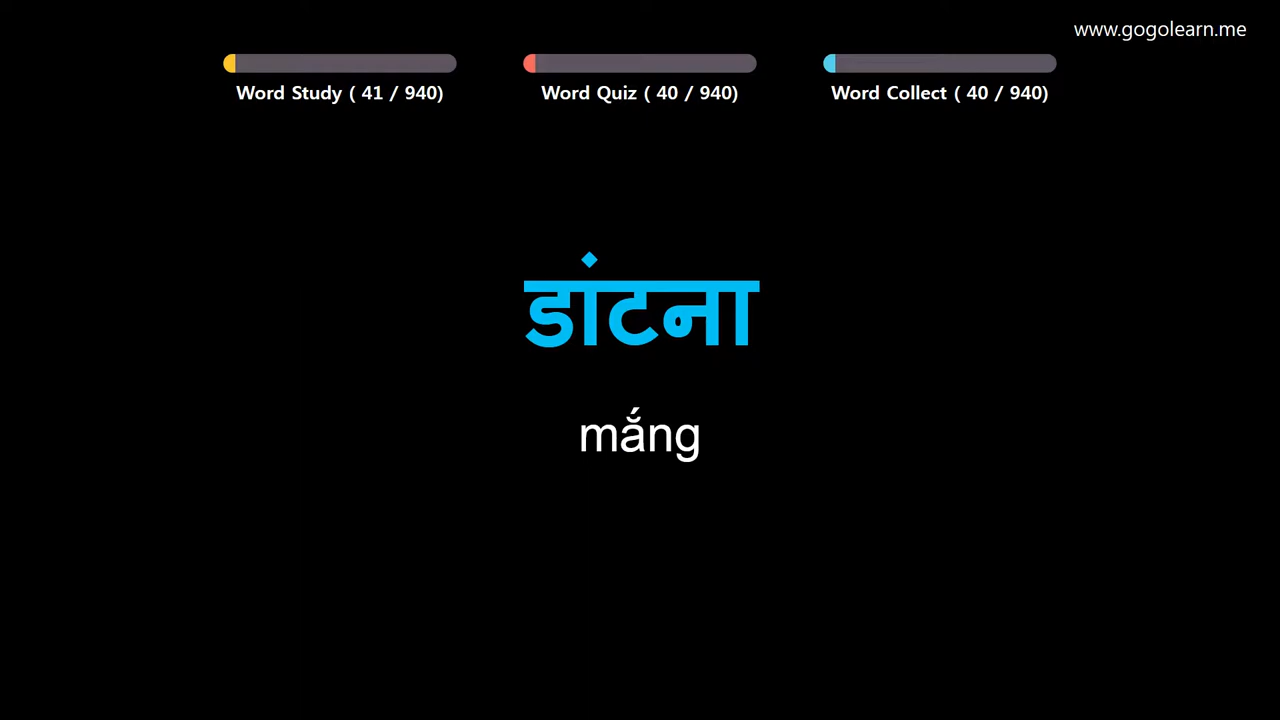 www.gogolearn.me
Word Study ( 41 / 940)
Word Quiz ( 40 / 940)
Word Collect ( 40 / 940)
डांटना
mắng